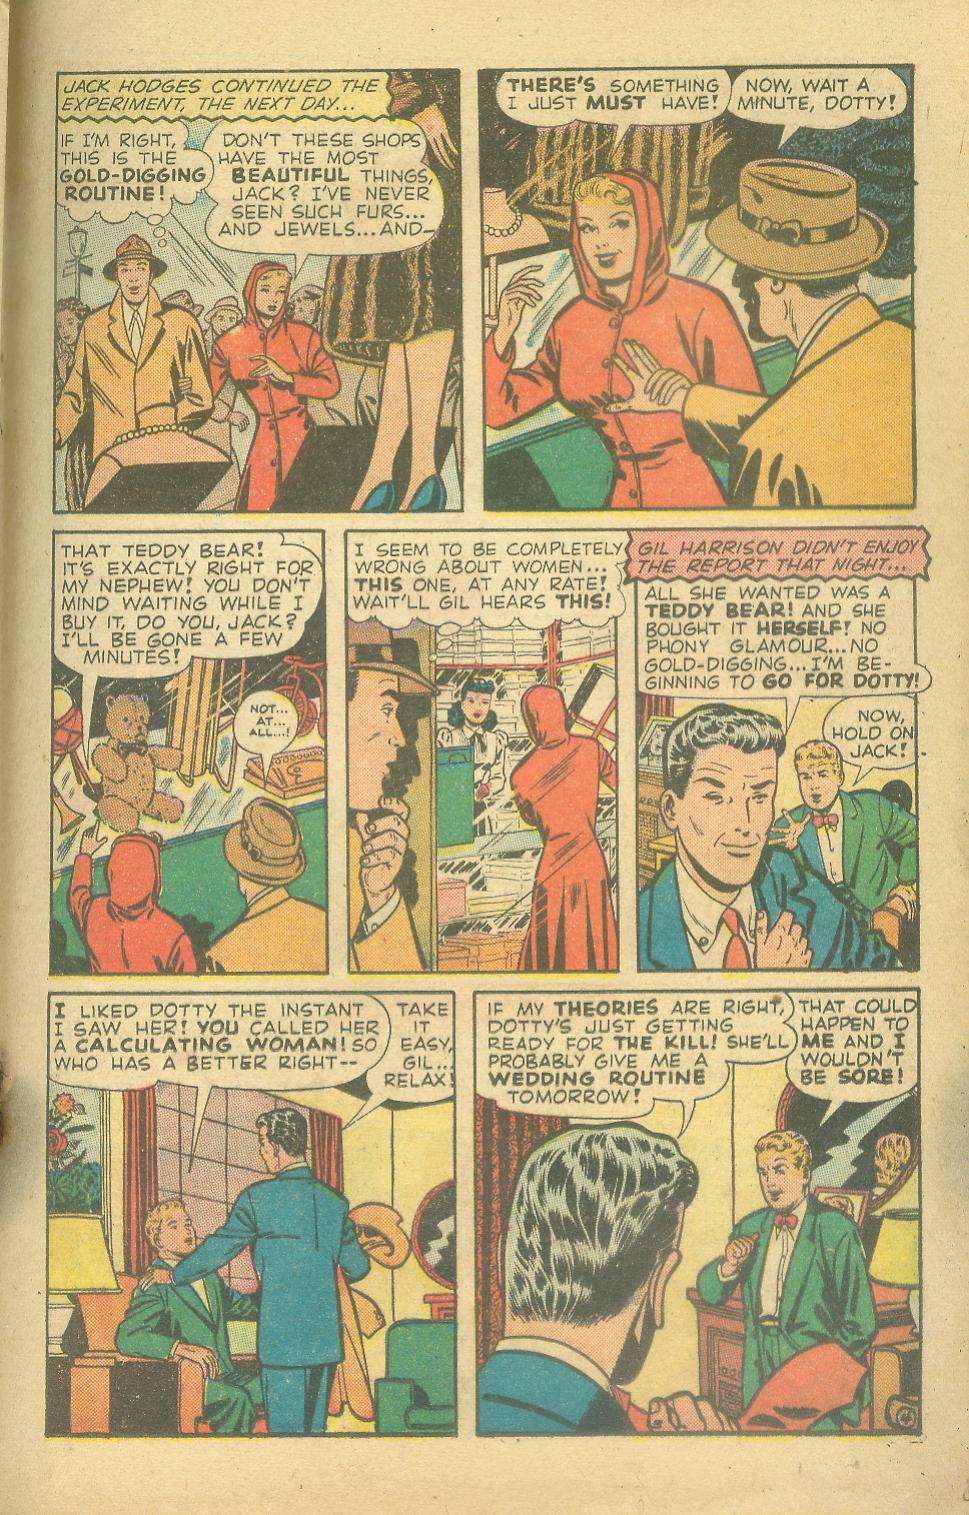 JACK HODGES CONTINUED THE
EXPERIMENT, THE NEXT DAY...
IF I'M RIGHT,
THIS IS THE
GOLD-DIGGING
ROUTINE!
DON'T THESE SHOPS
HAVE THE MOST
BEAUTIFUL THINGS,
JACK? I'VE NEVER
SEEN SUCH FURS...
AND JEWELS...AND-
THERE'S SOMETHING
I JUST MUST HAVE!
NOW, WAIT A
MINUTE, DOTTY!
THAT TEDDY BEAR!
IT'S EXACTLY RIGHT FOR
MY NEPHEW! YOU DON'T
MIND WAITING WHILE I
BUY IT, DO YOU, JACK?
I'LL BE GONE A FEW
MINUTES!
NOT...
AT...
ALL...!
I SEEM TO BE COMPLETELY
WRONG ABOUT WOMEN...
THIS ONE, AT ANY RATE!
WAIT'LL GIL HEARS THIS!
GIL HARRISON DIDN'T ENJOY
THE REPORT THAT NIGHT...
ALL SHE WANTED WAS A
TEDDY BEAR! AND SHE
BOUGHT IT HERSELF! NO
PHONY GLAMOUR...NO
GOLD-DIGGING...I'M BE-
GINNING TO GO FOR DOTTY!
NOW,
HOLD ON
JACK!
I LIKED DOTTY THE INSTANT
I SAW HER! YOU CALLED HER
A CALCULATING WOMAN! SO
WHO HAS A BETTER RIGHT--
TAKE
IT
EASY,
GIL...
RELAX!
IF MY THEORIES ARE RIGHT,
DOTTY'S JUST GETTING
READY FOR THE KILL! SHE'LL
PROBABLY GIVE ME A
WEDDING ROUTINE
TOMORROW!
THAT COULD
HAPPEN TO
ME AND I
WOULDN'T
BE SORE!